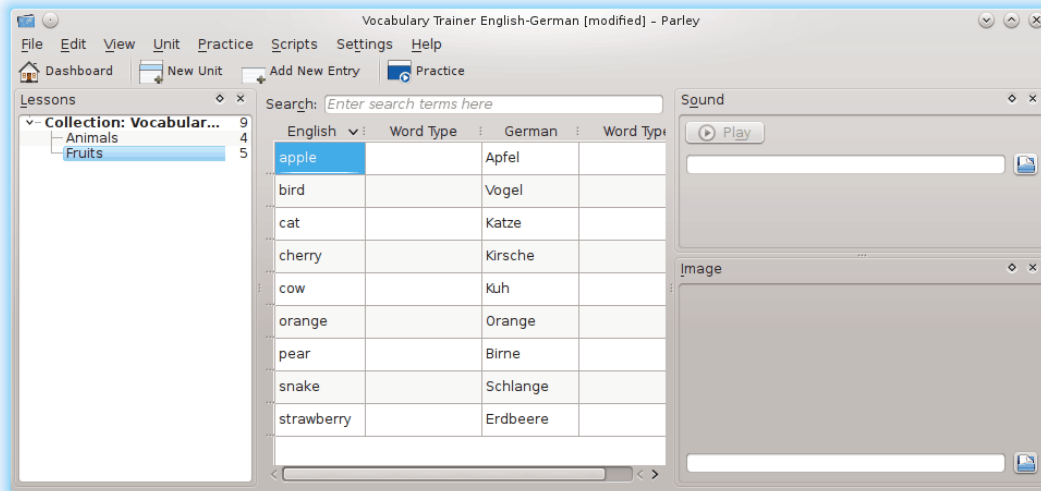 Vocabulary Trainer English-German [modified] – Parley
File Edit View Unit Practice Scripts Settings Help
Dashboard New Unit Add New Entry Practice
Lessons
Collection: Vocabular... 9
Animals 4
Fruits 5
Search: Enter search terms here
English Word Type German Word Type
apple Apfel
bird Vogel
cat Katze
cherry Kirsche
cow Kuh
orange Orange
pear Birne
snake Schlange
strawberry Erdbeere
Sound
Play
Image